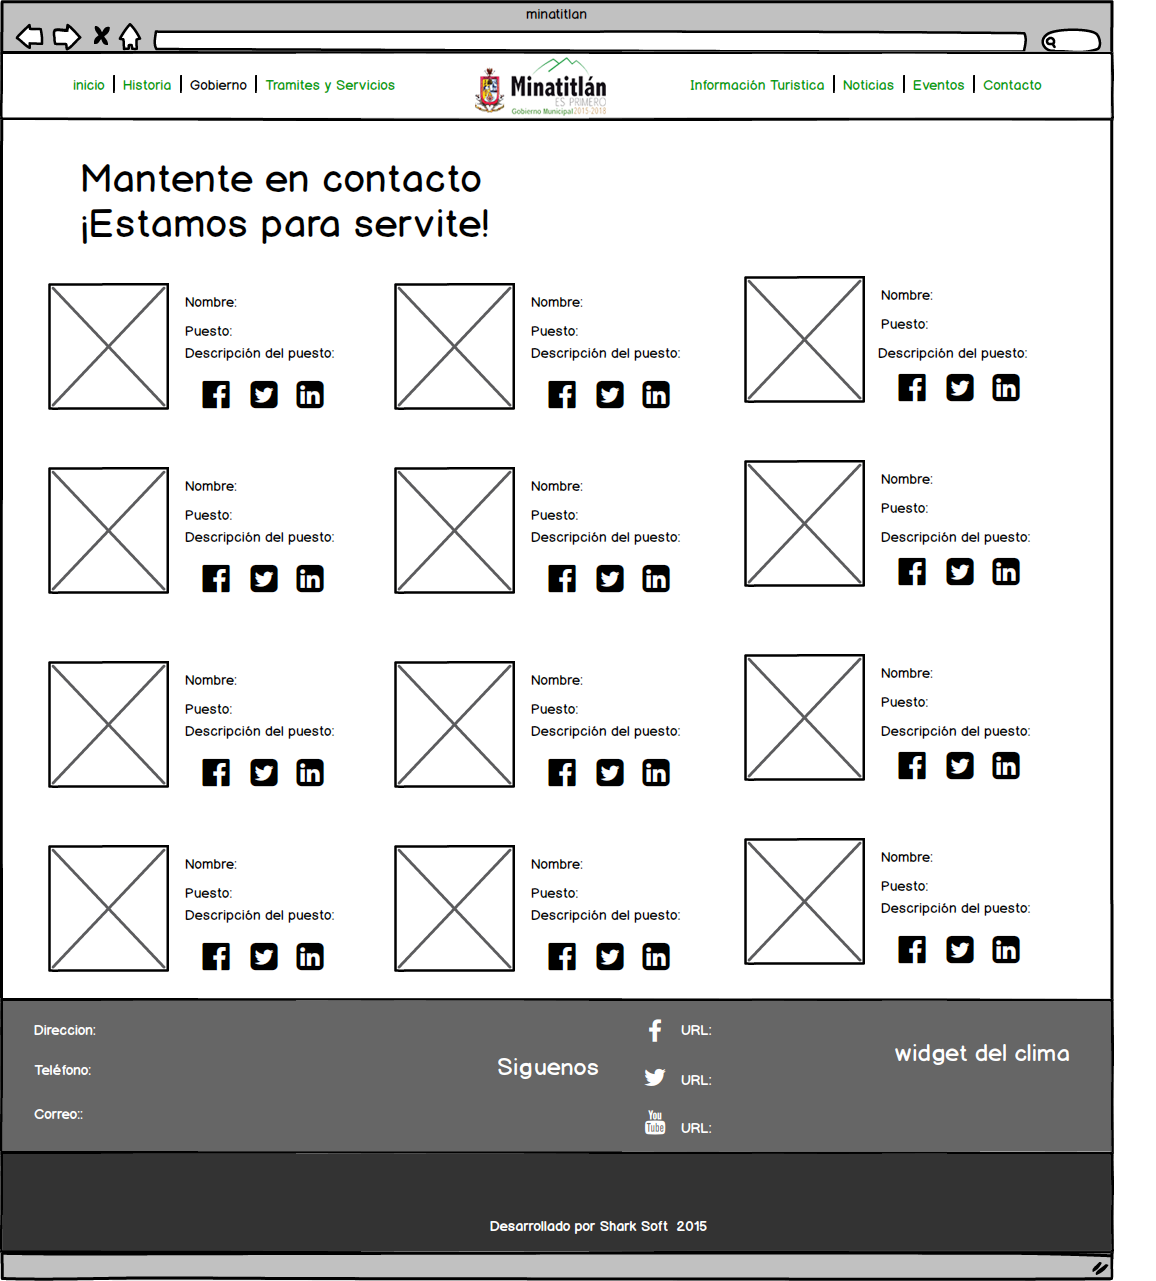 minatitlan
inicio Historia Gobierno Tramites y Servicios
Minatitlán
ES PRIMERO
Gobierno Municipal 2015-2018
Información Turistica Noticias Eventos Contacto
Mantente en contacto
¡Estamos para servite!
Nombre:
Puesto:
Descripción del puesto:
Nombre:
Puesto:
Descripción del puesto:
Nombre:
Puesto:
Descripción del puesto:
Nombre:
Puesto:
Descripción del puesto:
Nombre:
Puesto:
Descripción del puesto:
Nombre:
Puesto:
Descripción del puesto:
Nombre:
Puesto:
Descripción del puesto:
Nombre:
Puesto:
Descripción del puesto:
Nombre:
Puesto:
Descripción del puesto:
Nombre:
Puesto:
Descripción del puesto:
Nombre:
Puesto:
Descripción del puesto:
Nombre:
Puesto:
Descripción del puesto:
Direccion:
Teléfono:
Correo::
Siguenos
URL:
URL:
You
Tube
URL:
widget del clima
Desarrollado por Shark Soft 2015